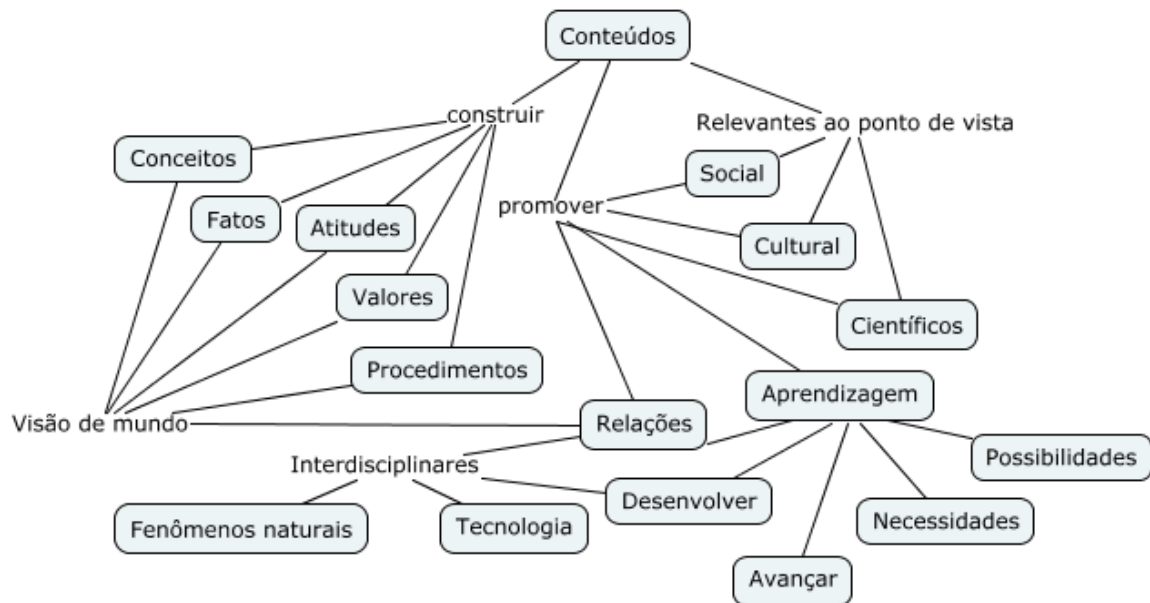 Conteúdos
construir
Relevantes ao ponto de vista
Conceitos
Social
promover
Fatos
Atitudes
Cultural
Valores
Científicos
Procedimentos
Aprendizagem
Visão de mundo
Relações
Possibilidades
Interdisciplinares
Desenvolver
Fenômenos naturais
Tecnologia
Necessidades
Avançar